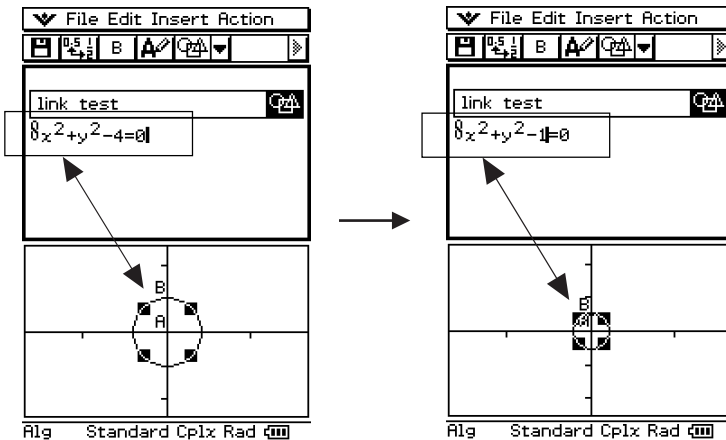 File Edit Insert Action
B
link test
x²+y²-4=0
B
A
Alg Standard Cplx Rad
File Edit Insert Action
B
link test
x²+y²-1=0
B
A
Alg Standard Cplx Rad